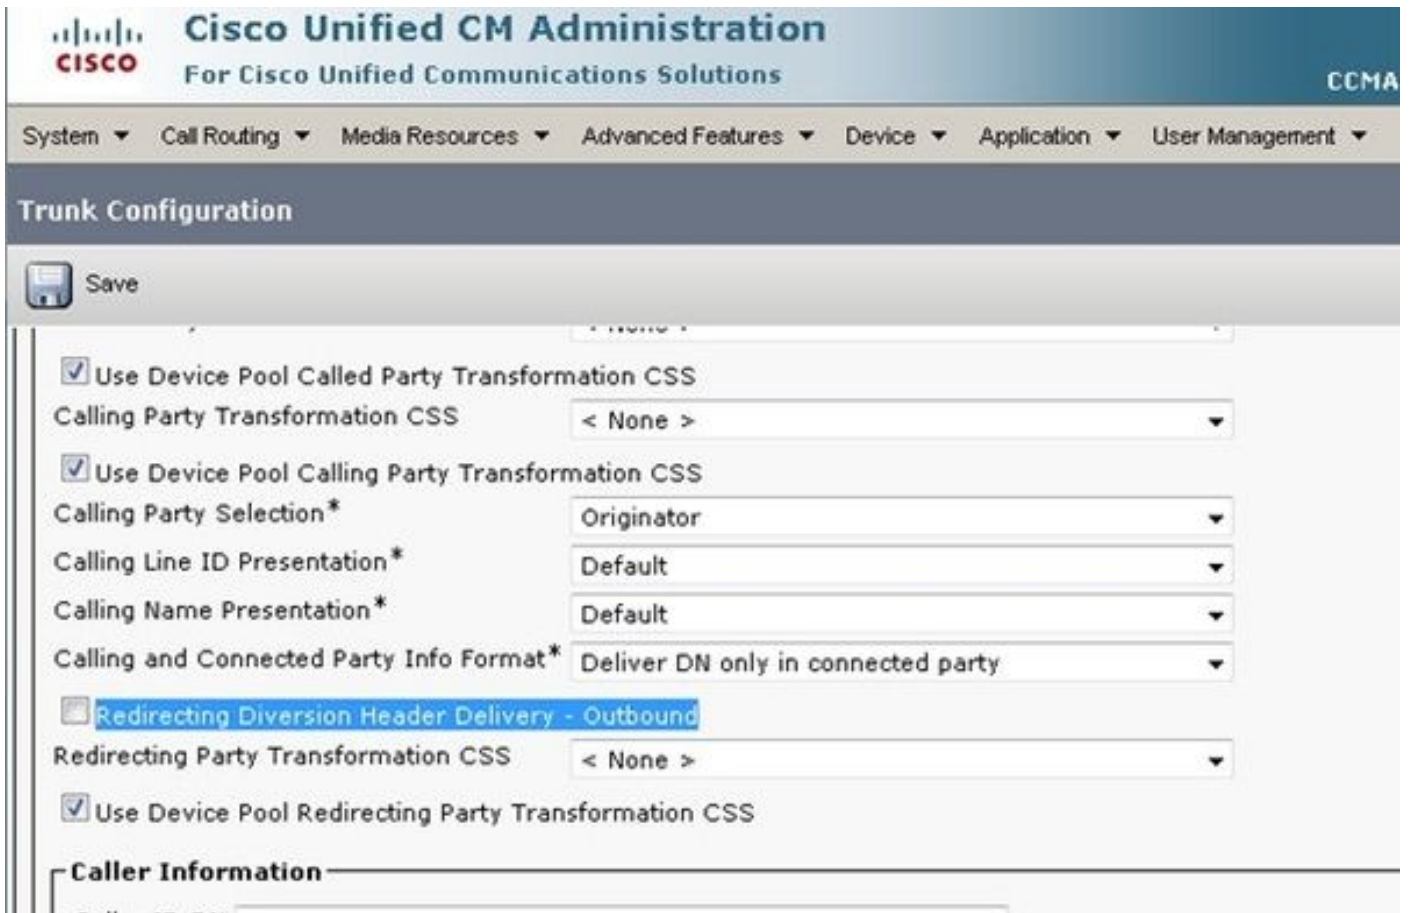 CISCO
Cisco Unified CM Administration
For Cisco Unified Communications Solutions
CCMA
System Call Routing Media Resources Advanced Features Device Application User Management
Trunk Configuration
Save
Use Device Pool Called Party Transformation CSS
Calling Party Transformation CSS < None >
Use Device Pool Calling Party Transformation CSS
Calling Party Selection* Originator
Calling Line ID Presentation* Default
Calling Name Presentation* Default
Calling and Connected Party Info Format* Deliver DN only in connected party
Redirecting Diversion Header Delivery - Outbound
Redirecting Party Transformation CSS < None >
Use Device Pool Redirecting Party Transformation CSS
Caller Information